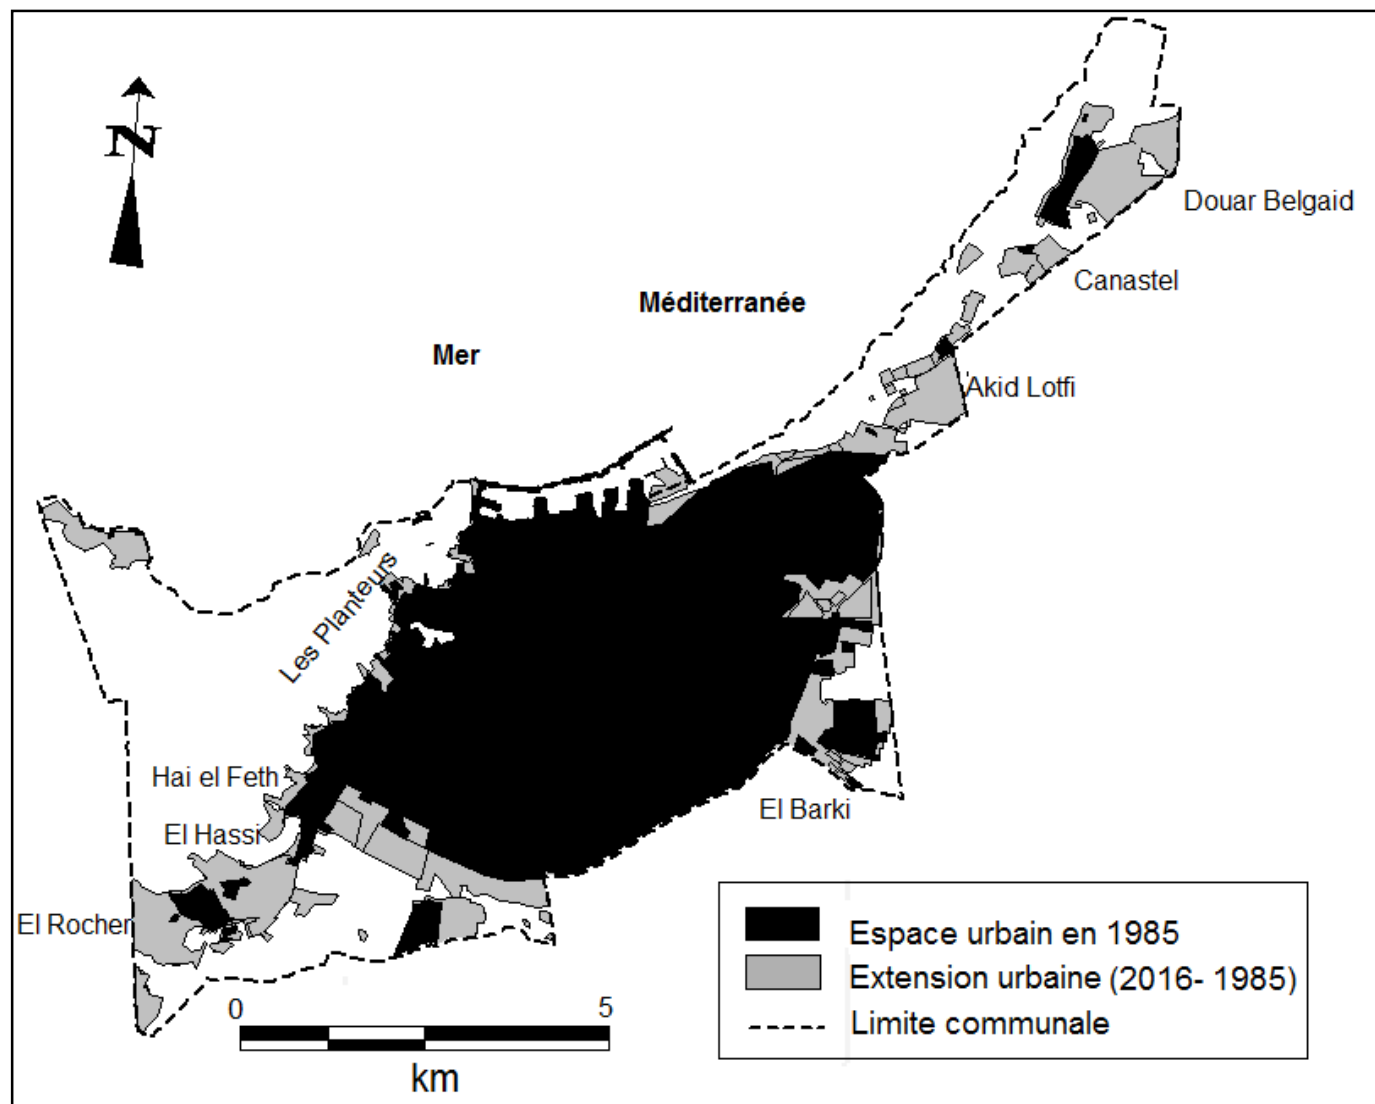 N
Douar Belgaid
Canastel
Méditerranée
Mer
Akid Lotfi
Les Planteurs
Hai el Feth
El Barki
El Hassi
El Rocher
Espace urbain en 1985
Extension urbaine (2016- 1985)
Limite communale
0 5
km